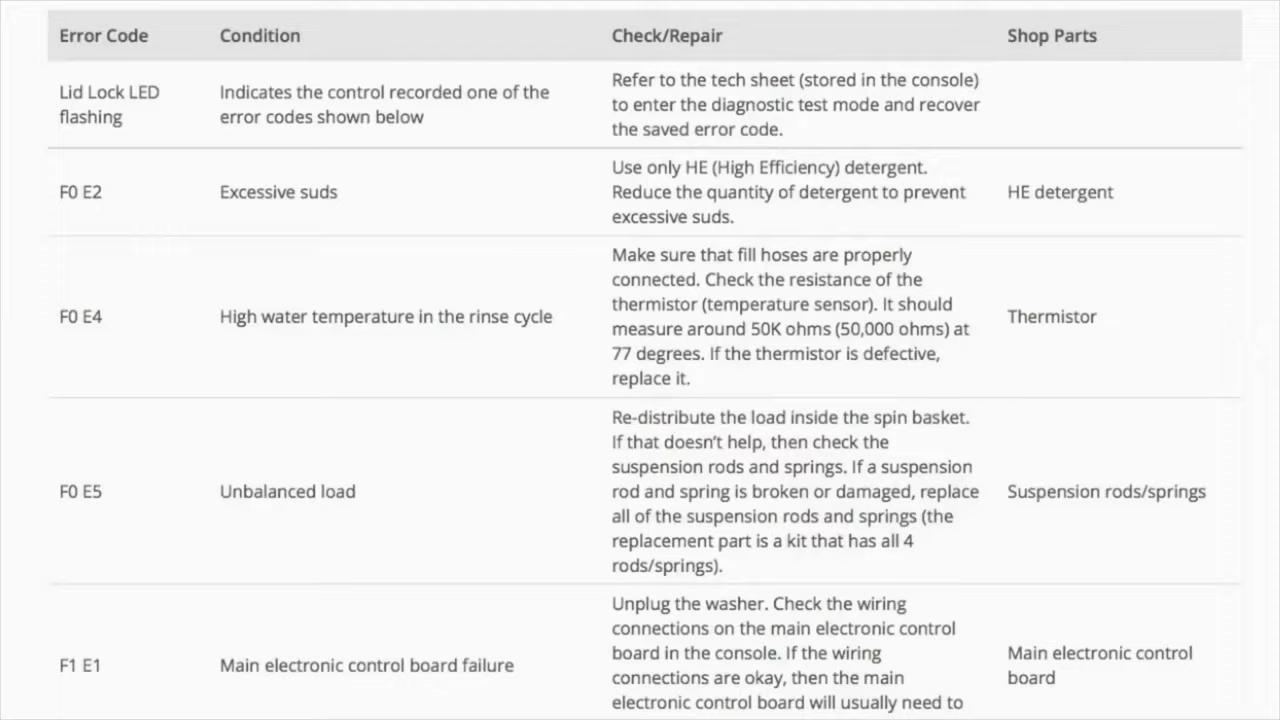 Error Code Condition Check/Repair Shop Parts
Lid Lock LED
flashing
Indicates the control recorded one of the
error codes shown below
Refer to the tech sheet (stored in the console)
to enter the diagnostic test mode and recover
the saved error code.
F0 E2
Excessive suds
Use only HE (High Efficiency) detergent.
Reduce the quantity of detergent to prevent
excessive suds.
HE detergent
F0 E4
High water temperature in the rinse cycle
Make sure that fill hoses are properly
connected. Check the resistance of the
thermistor (temperature sensor). It should
measure around 50K ohms (50,000 ohms) at
77 degrees. If the thermistor is defective,
replace it.
Thermistor
F0 E5
Unbalanced load
Re-distribute the load inside the spin basket.
If that doesn't help, then check the
suspension rods and springs. If a suspension
rod and spring is broken or damaged, replace
all of the suspension rods and springs (the
replacement part is a kit that has all 4
rods/springs).
Suspension rods/springs
F1 E1
Main electronic control board failure
Unplug the washer. Check the wiring
connections on the main electronic control
board in the console. If the wiring
connections are okay, then the main
electronic control board will usually need to
Main electronic control
board